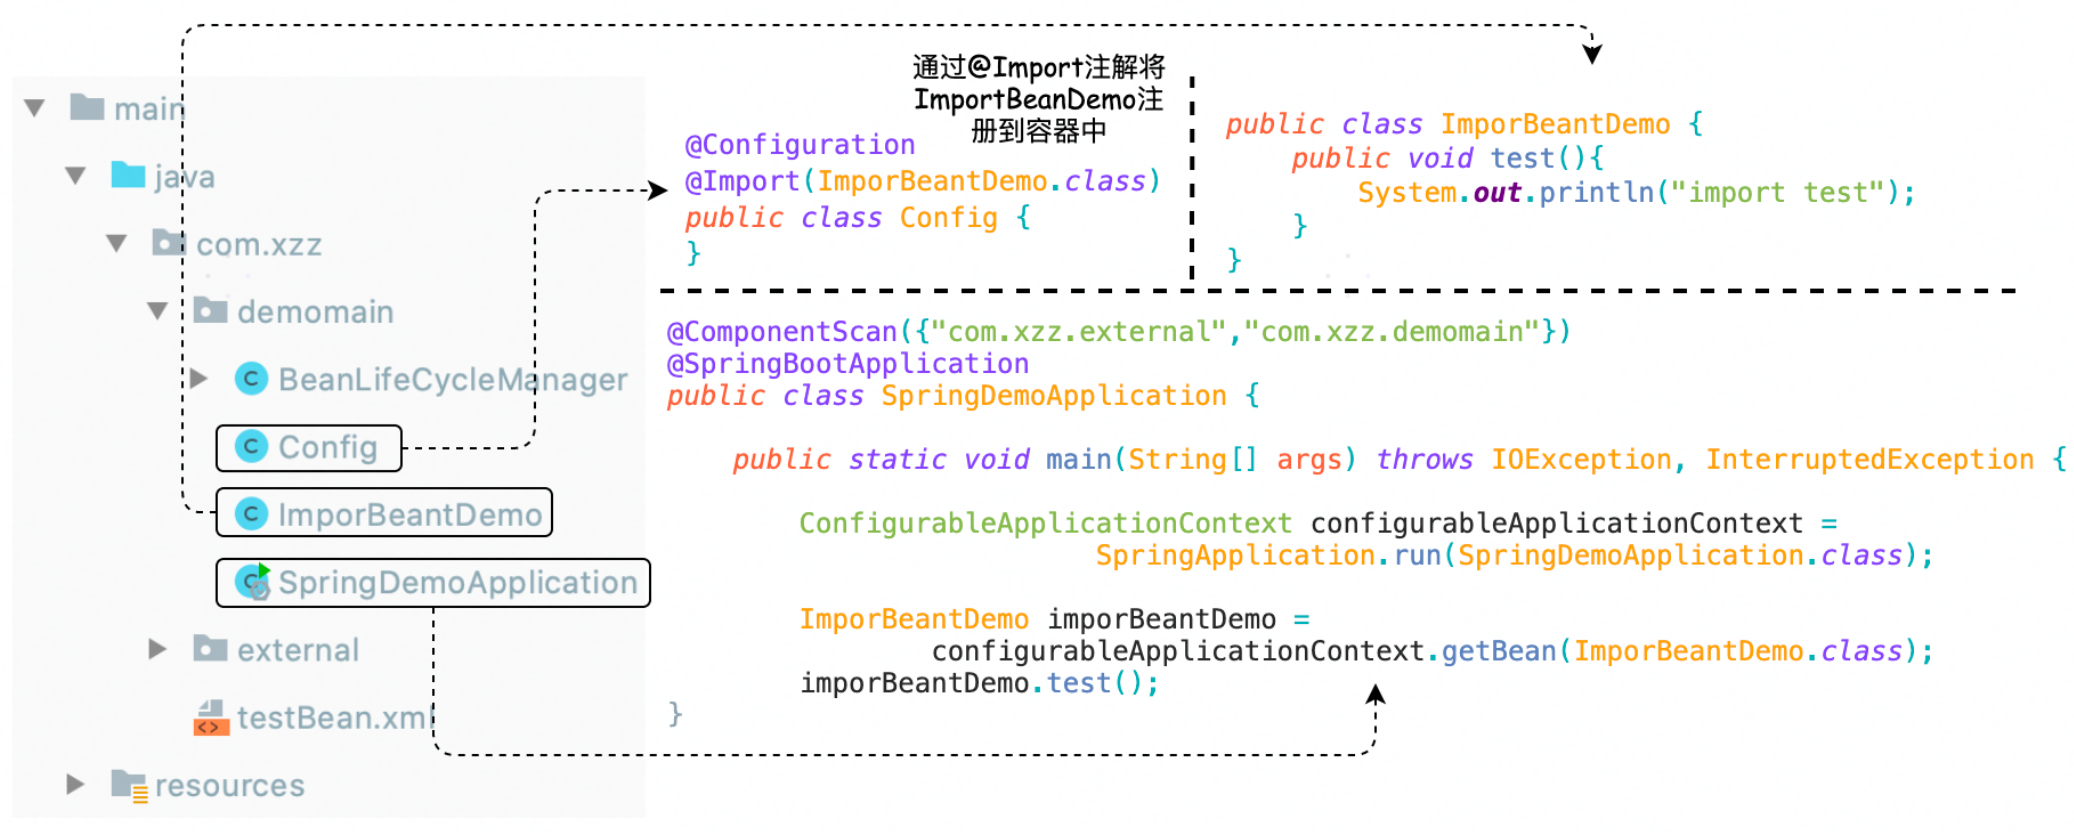 main
java
com.xzz
demomain
BeanLifeCycleManager
Config
ImporBeantDemo
SpringDemoApplication
external
testBean.xml
resources
通过@Import注解将
ImportBeanDemo注
册到容器中
@Configuration
@Import(ImporBeantDemo.class)
public class Config {
}
public class ImporBeantDemo {
public void test(){
System.out.println("import test");
}
}
@ComponentScan({"com.xzz.external","com.xzz.demomain"})
@SpringBootApplication
public class SpringDemoApplication {
public static void main(String[] args) throws IOException, InterruptedException {
ConfigurableApplicationContext configurableApplicationContext =
SpringApplication.run(SpringDemoApplication.class);
ImporBeantDemo imporBeantDemo =
configurableApplicationContext.getBean(ImporBeantDemo.class);
imporBeantDemo.test();
}